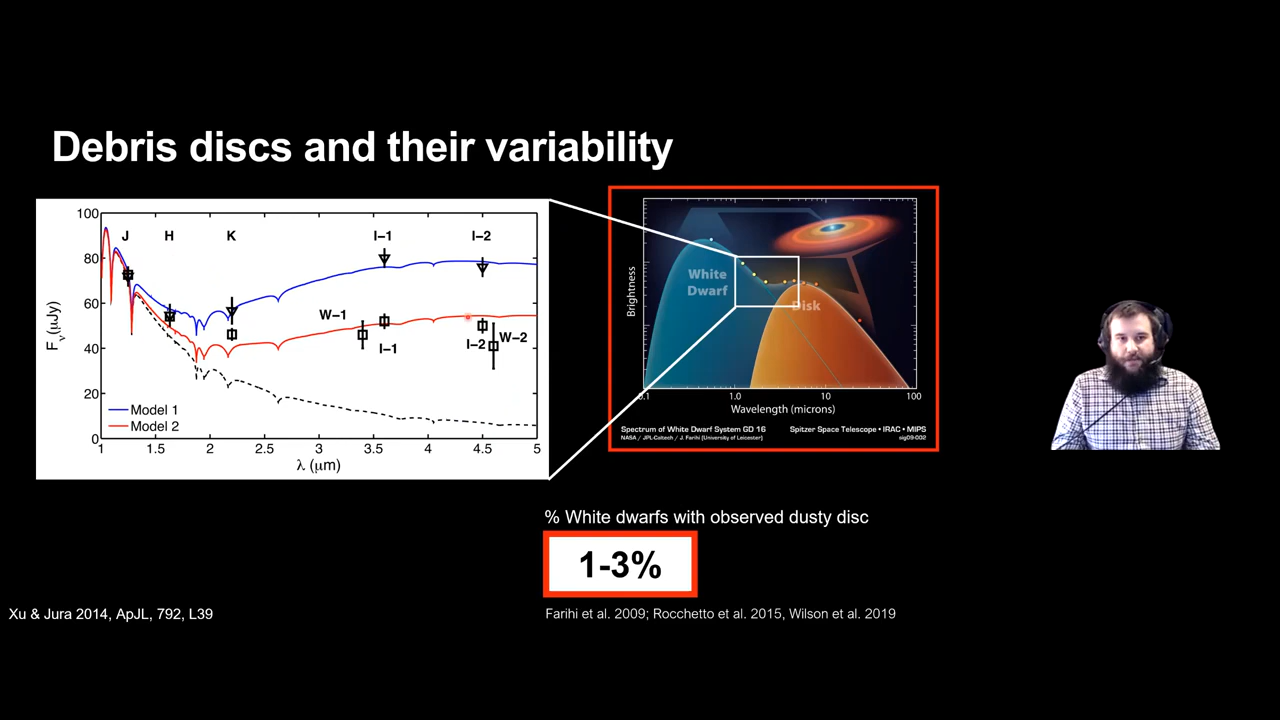 Debris discs and their variability
100
80
60
40
20
0
Fν(μJy)
J
H
K
I−1
I−2
W−1
I−1
I−2
W−2
Model 1
Model 2
1
1.5
2
2.5
3
3.5
4
4.5
5
λ (μm)
Brightness
White
Dwarf
Disk
0.1
1.0
10
100
Wavelength (microns)
Spectrum of White Dwarf System GD 16
NASA / JPL-Caltech / J. Farihi (University of Leicester)
Spitzer Space Telescope • IRAC • MIPS
sig09-002
% White dwarfs with observed dusty disc
1-3%
Xu & Jura 2014, ApJL, 792, L39
Farihi et al. 2009; Rocchetto et al. 2015, Wilson et al. 2019